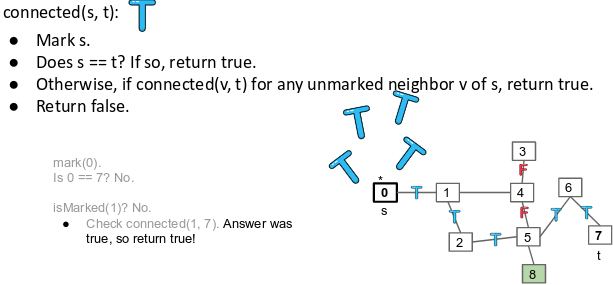 connected(s, t): T
● Mark s.
● Does s == t? If so, return true.
● Otherwise, if connected(v, t) for any unmarked neighbor v of s, return true.
● Return false.
T T
T T
mark(0).
Is 0 == 7? No.
isMarked(1)? No.
● Check connected(1, 7). Answer was
true, so return true!
3
F
*
0 T 1 4 6
s
T F T T
2 T 5 7
t
8